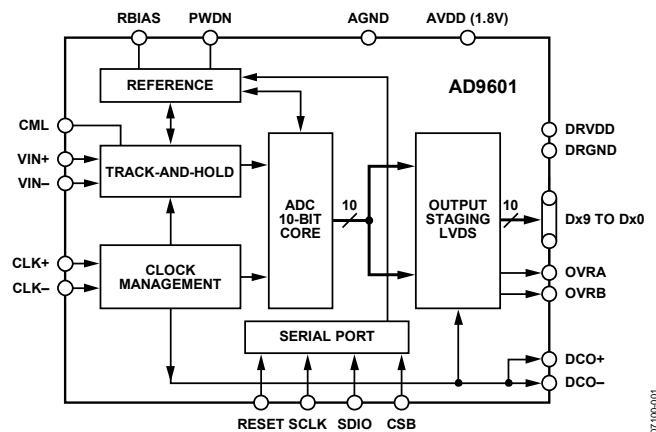 RBIAS PWDN AGND AVDD (1.8V)
REFERENCE
AD9601
CML
DRVDD
VIN+
DRGND
TRACK-AND-HOLD
VIN–
ADC
10-BIT
CORE
10
OUTPUT
STAGING
LVDS
10
Dx9 TO Dx0
CLK+
CLOCK
MANAGEMENT
OVRA
CLK–
OVRB
SERIAL PORT
DCO+
DCO–
RESET SCLK SDIO CSB
07100-001